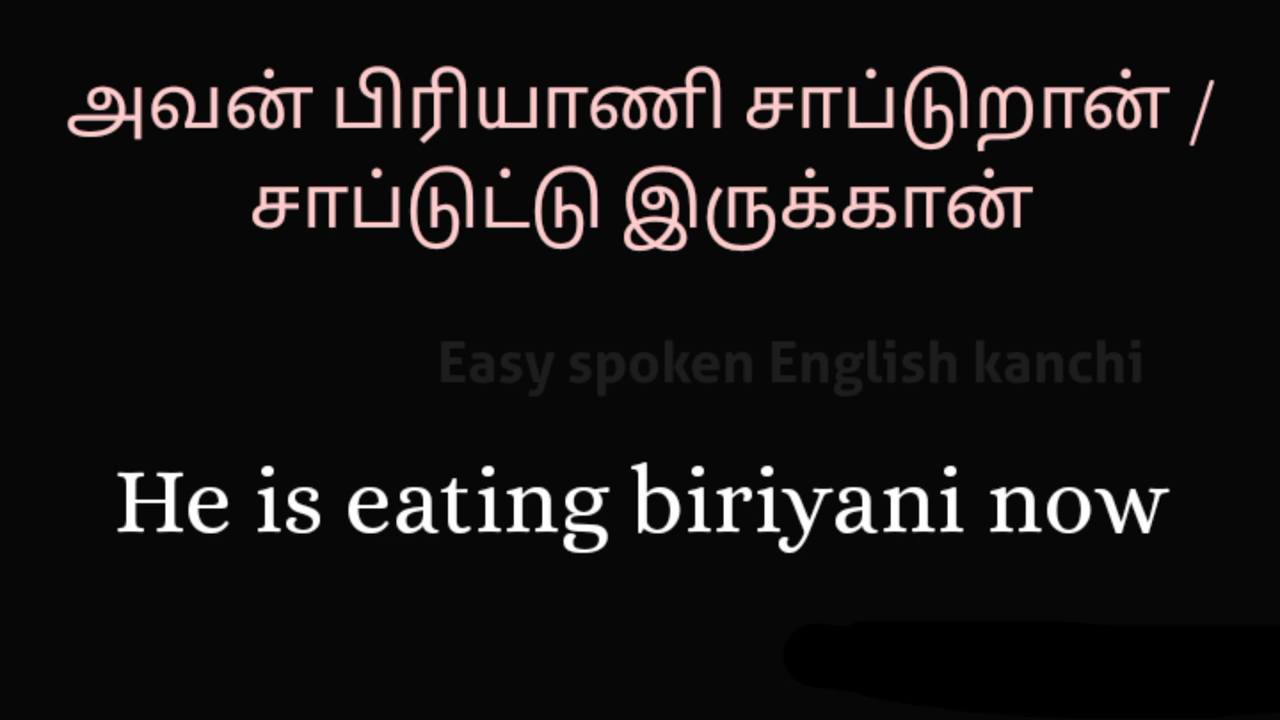 அவன் பிரியாணி சாப்டுறான் /
சாப்டுட்டு இருக்கான்
Easy spoken English kanchi
He is eating biriyani now